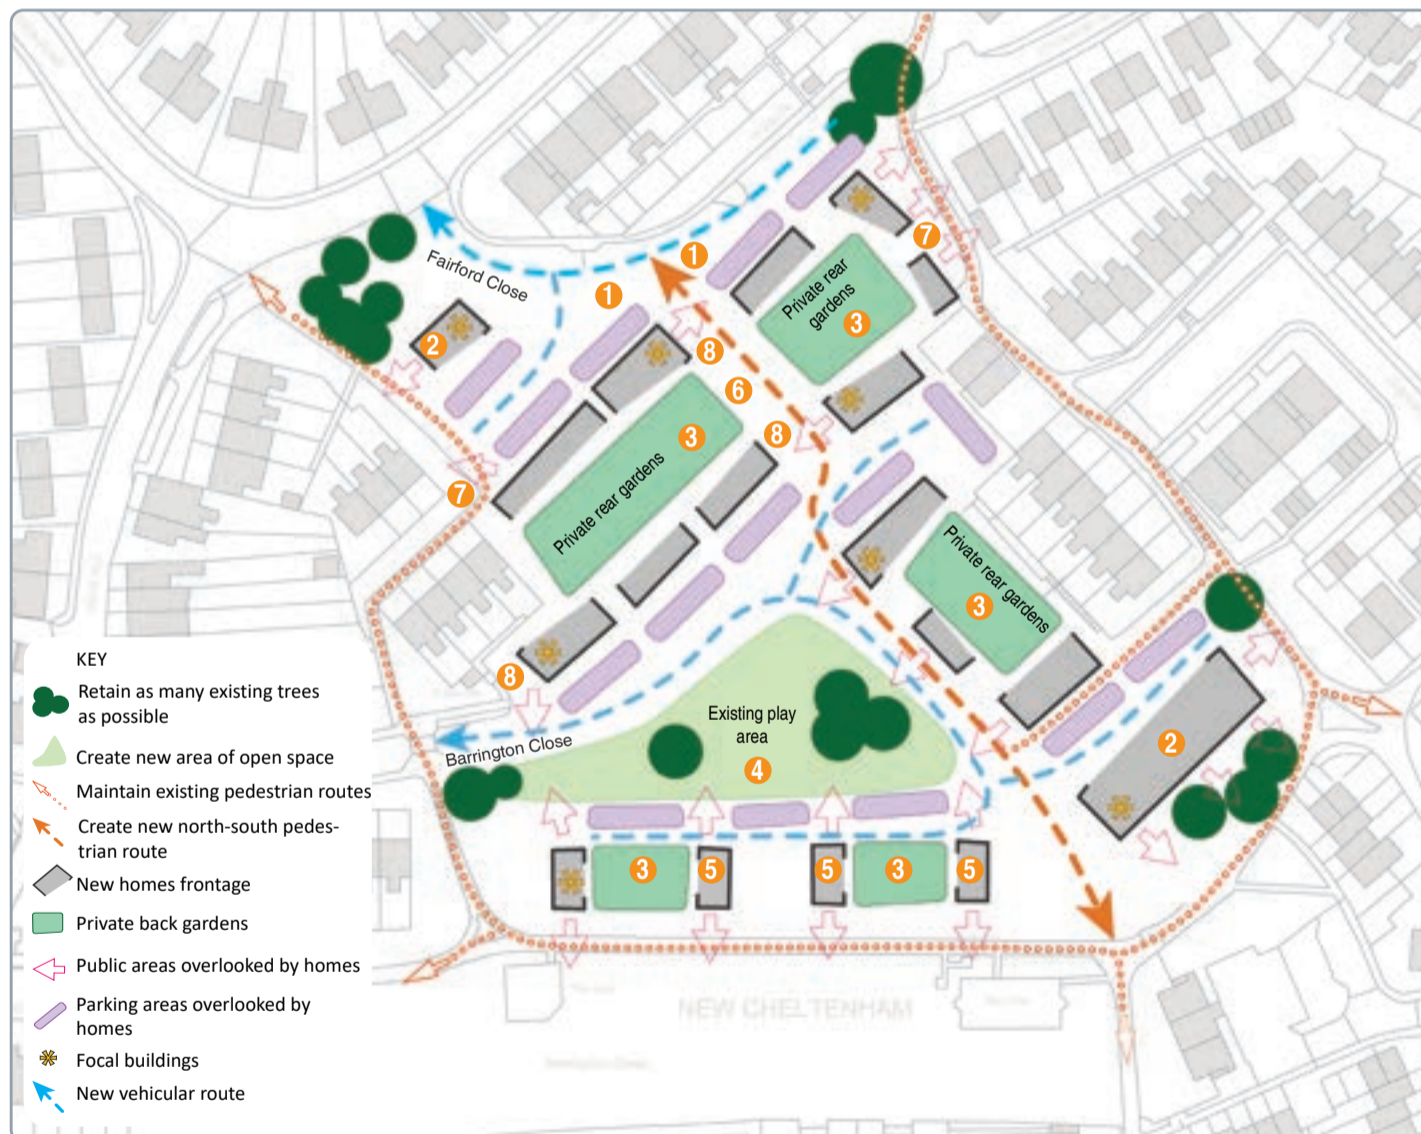 1
7
Fairford Close
1
Private rear
gardens
3
2
8
6
8
3
Private rear gardens
7
Private rear gardens
3
8
Existing play
area
4
Barrington Close
2
3
5
5
3
5
NEW CHELTENHAM
KEY
Retain as many existing trees
as possible
Create new area of open space
Maintain existing pedestrian routes
Create new north-south pedes-
trian route
New homes frontage
Private back gardens
Public areas overlooked by homes
Parking areas overlooked by
homes
Focal buildings
New vehicular route